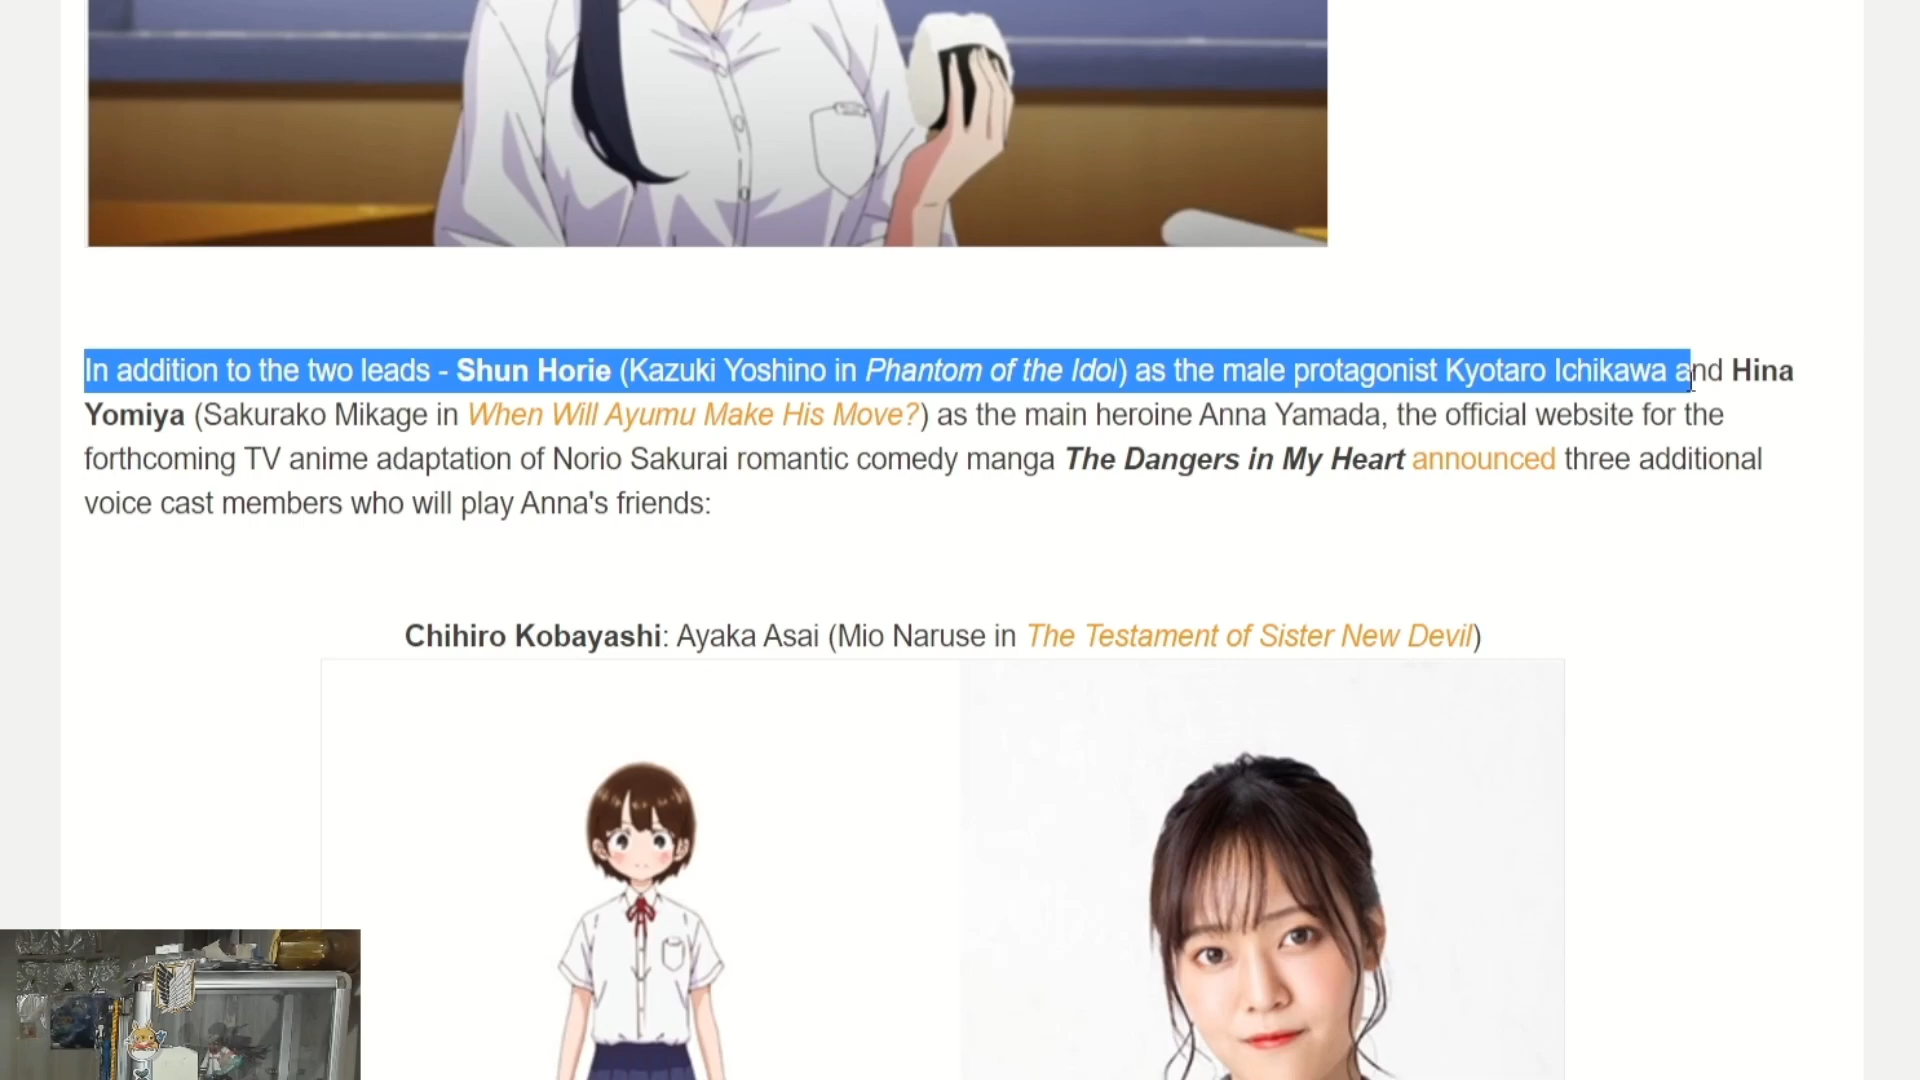 In addition to the two leads - Shun Horie (Kazuki Yoshino in Phantom of the Idol) as the male protagonist Kyotaro Ichikawa and Hina
Yomiya (Sakurako Mikage in When Will Ayumu Make His Move?) as the main heroine Anna Yamada, the official website for the
forthcoming TV anime adaptation of Norio Sakurai romantic comedy manga The Dangers in My Heart announced three additional
voice cast members who will play Anna's friends:
Chihiro Kobayashi: Ayaka Asai (Mio Naruse in The Testament of Sister New Devil)